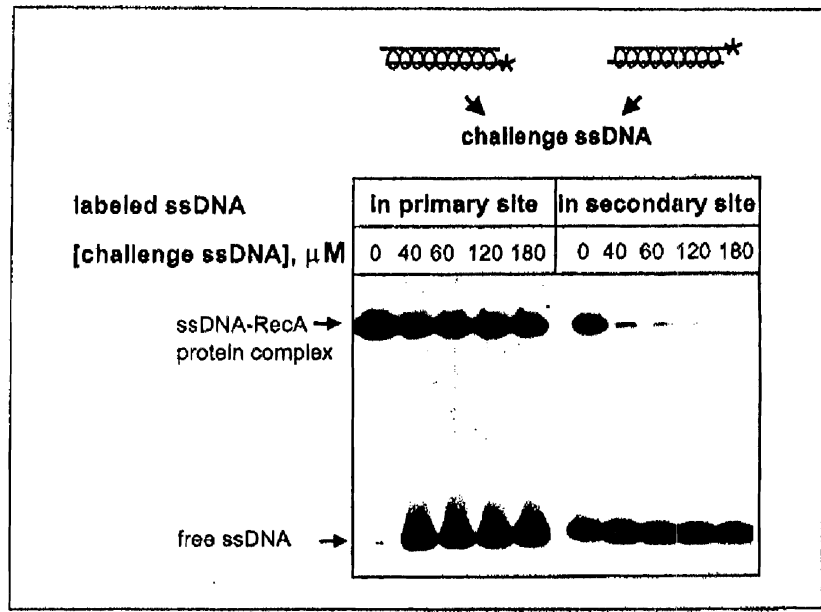 challenge ssDNA
labeled ssDNA in primary site in secondary site
[challenge ssDNA], μM 0 40 60 120 180 0 40 60 120 180
ssDNA-RecA
protein complex
free ssDNA